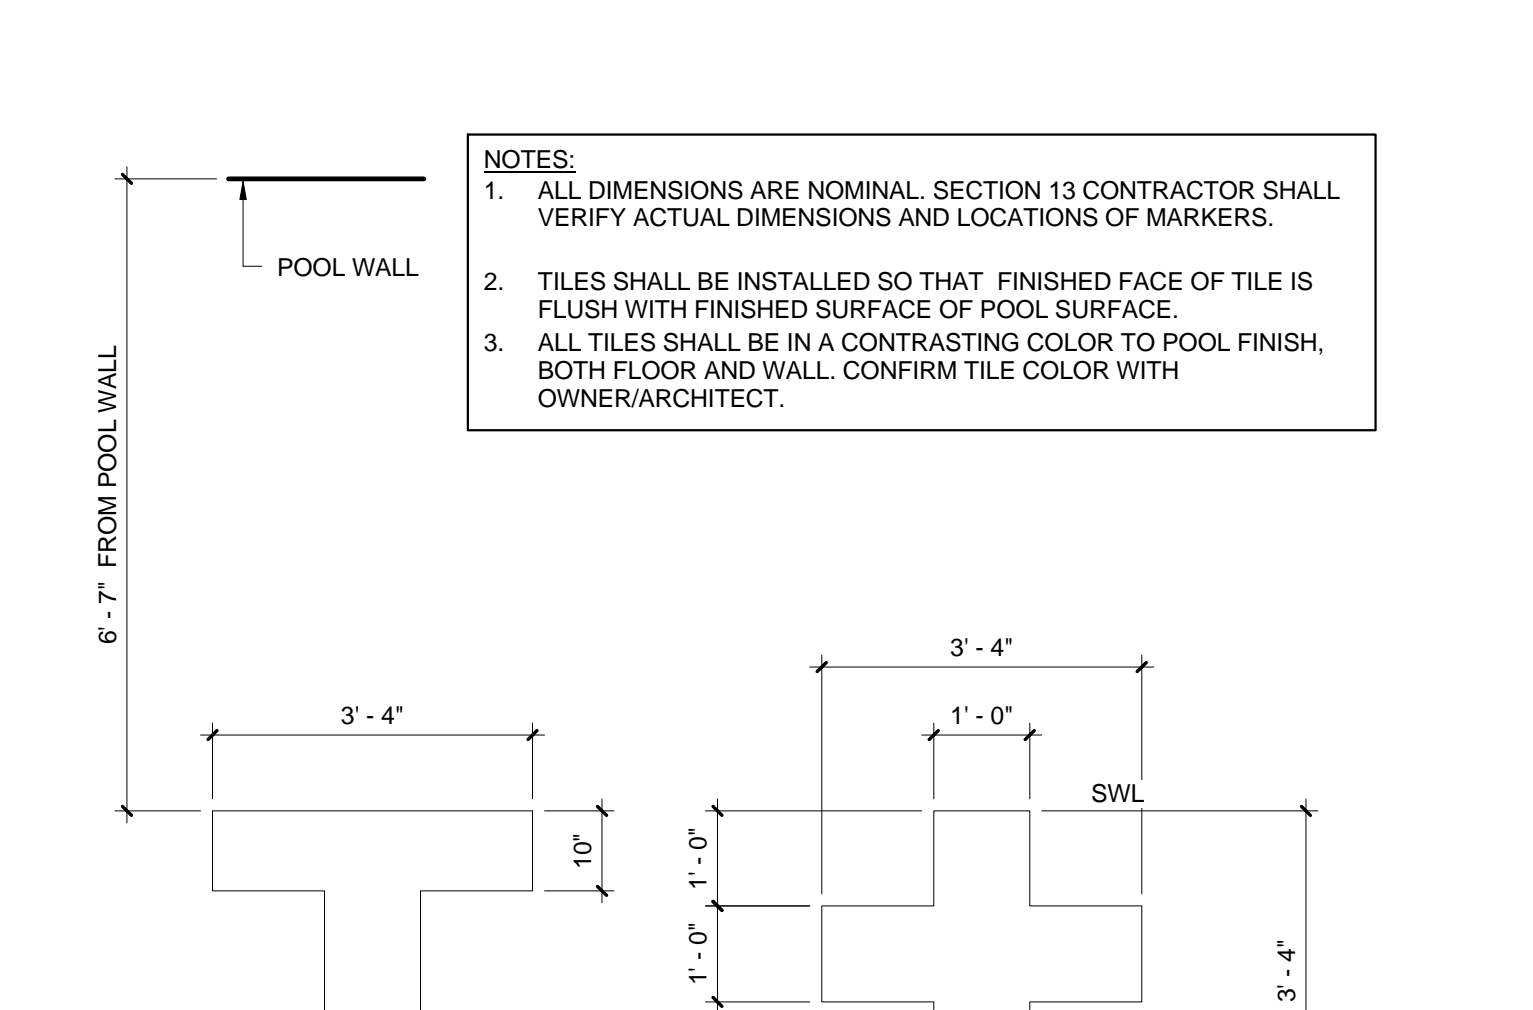 NOTES:
1. ALL DIMENSIONS ARE NOMINAL. SECTION 13 CONTRACTOR SHALL
VERIFY ACTUAL DIMENSIONS AND LOCATIONS OF MARKERS.
2. TILES SHALL BE INSTALLED SO THAT FINISHED FACE OF TILE IS
FLUSH WITH FINISHED SURFACE OF POOL SURFACE.
3. ALL TILES SHALL BE IN A CONTRASTING COLOR TO POOL FINISH,
BOTH FLOOR AND WALL. CONFIRM TILE COLOR WITH
OWNER/ARCHITECT.
POOL WALL
6' - 7" FROM POOL WALL
3' - 4"
10"
3' - 4"
1' - 0"
SWL
1' - 0"
1' - 0"
3' - 4"